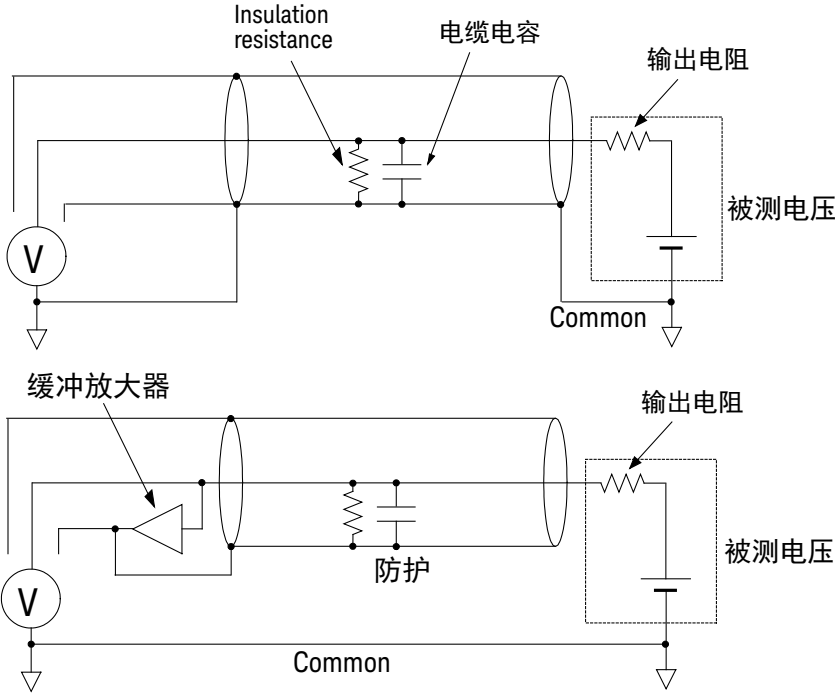 Insulation
resistance
电缆电容
输出电阻
被测电压
V
Common
缓冲放大器
输出电阻
防护
被测电压
V
Common